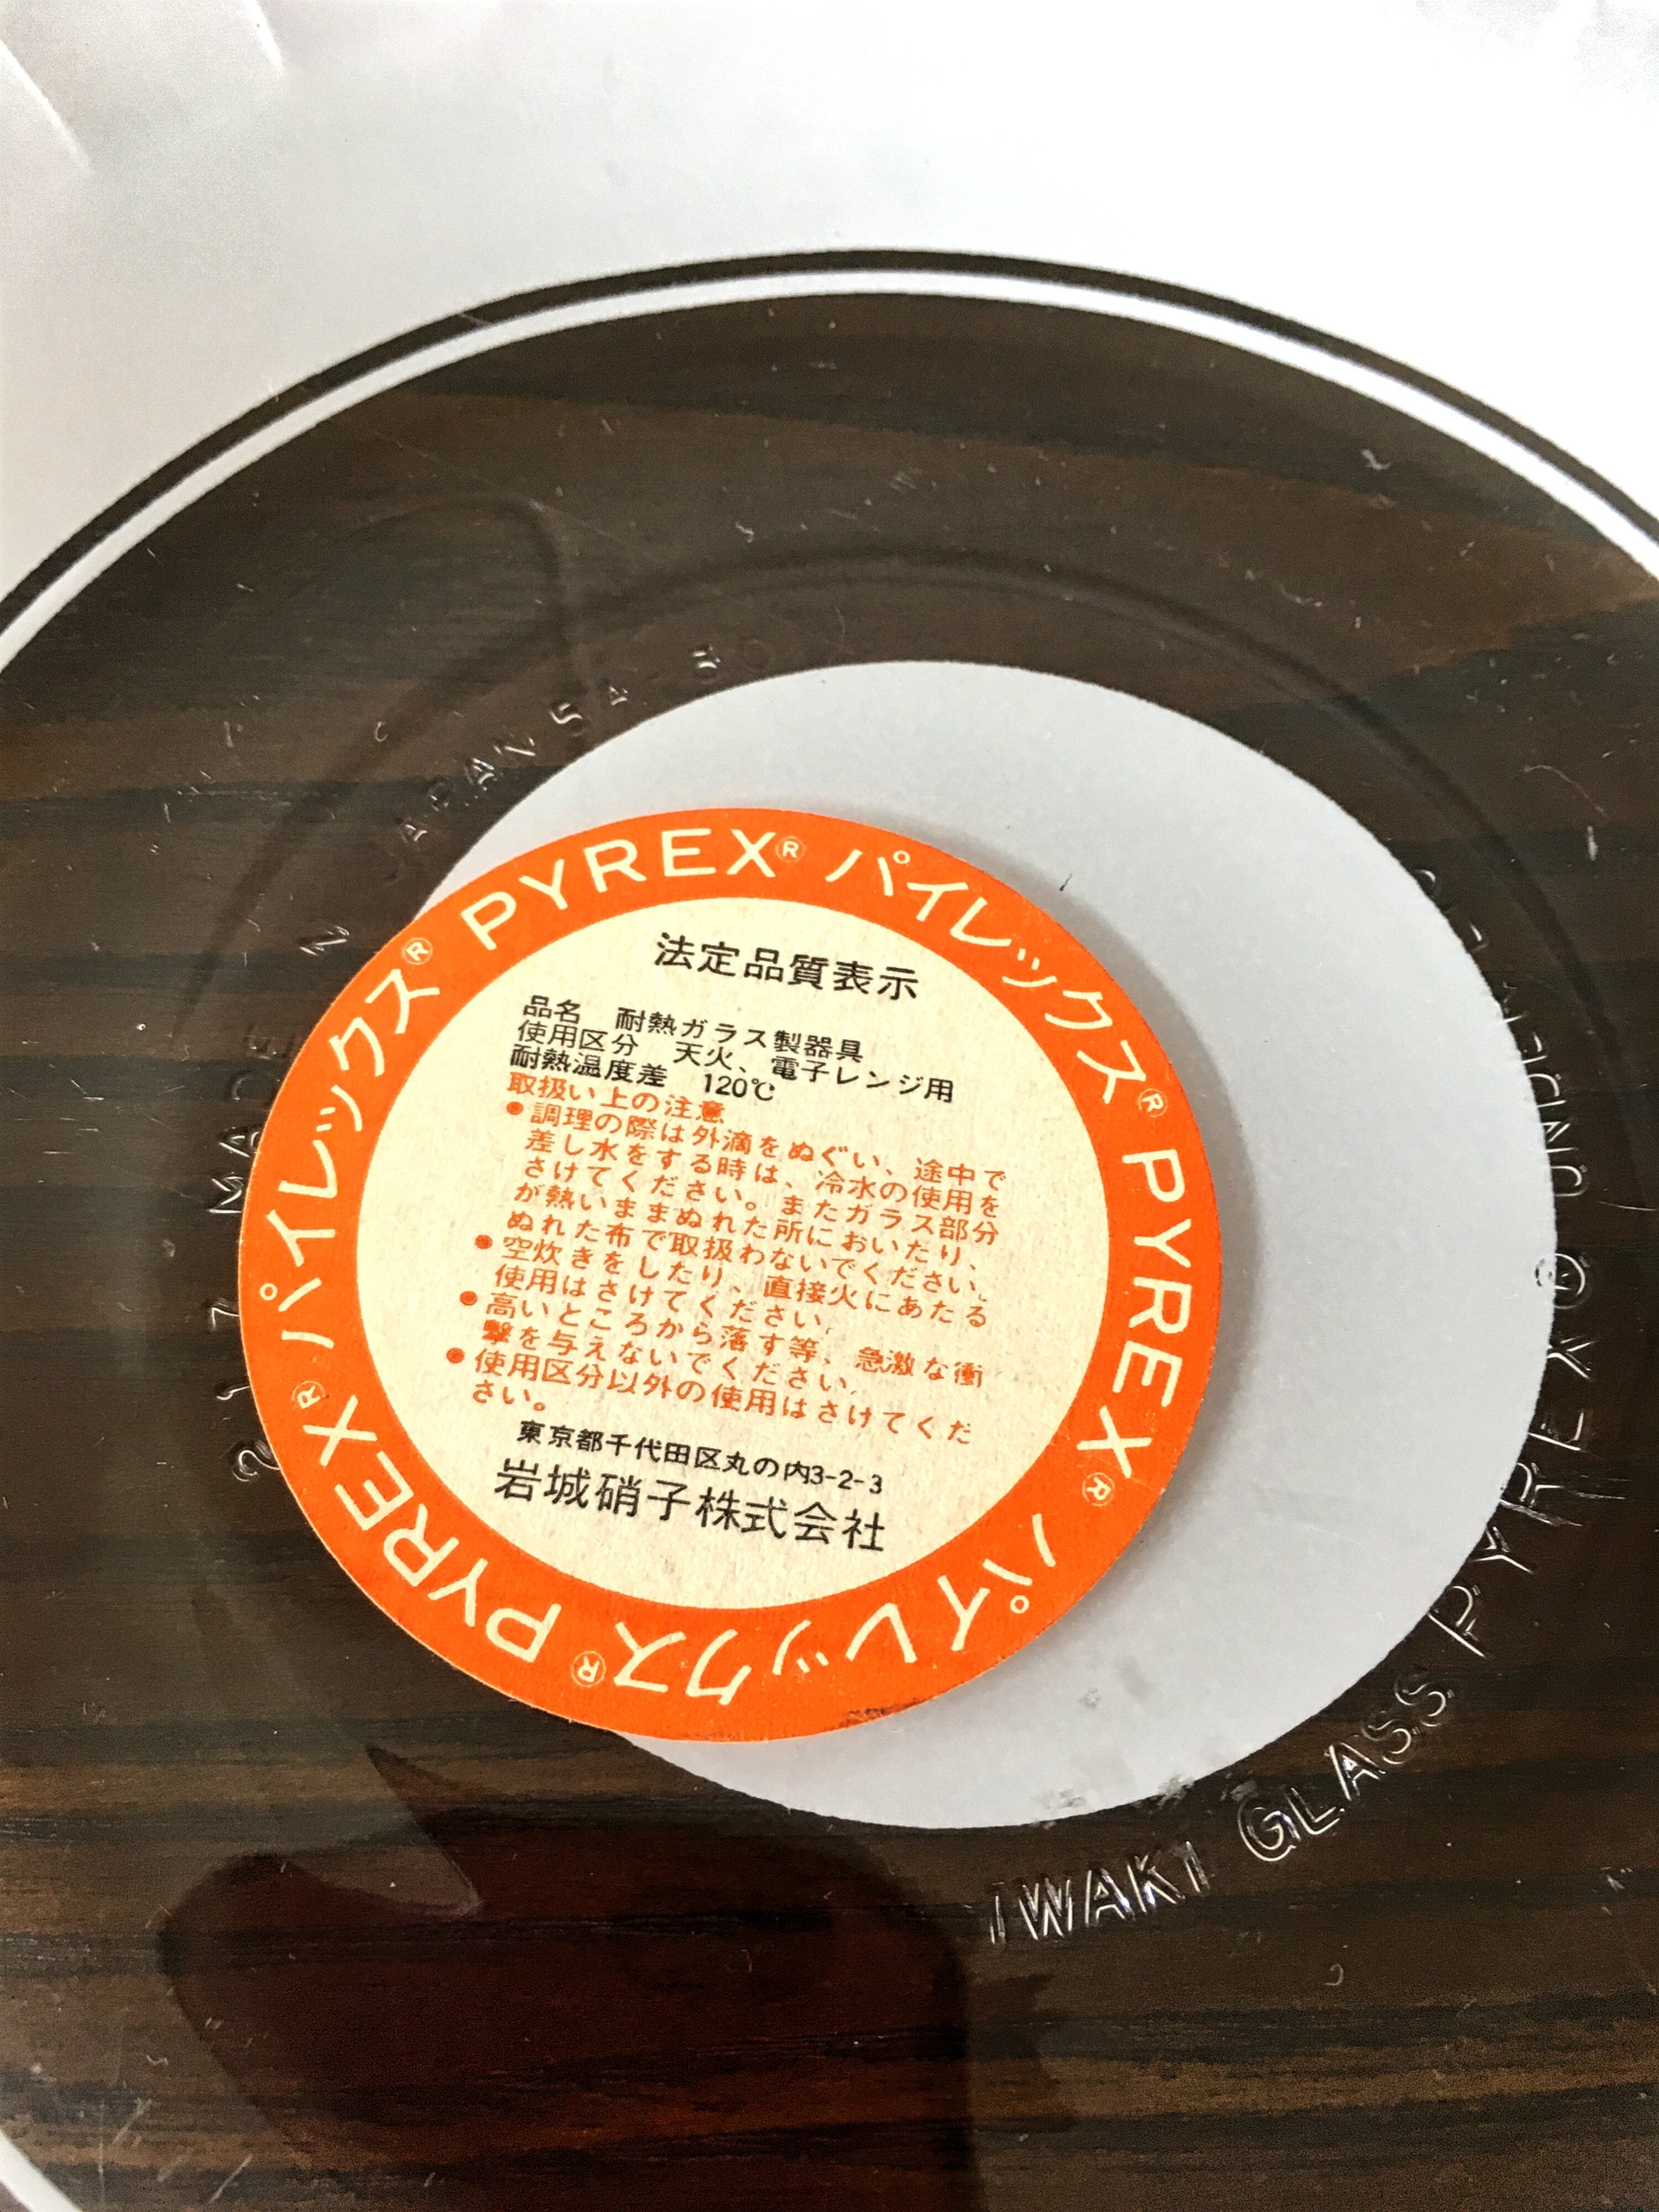 PYREX® パイレックス® PYREX® パイレックス® PYREX® パイレックス®
法定品質表示
品名 耐熱ガラス製器具
使用区分 天火、電子レンジ用
耐熱温度差 120℃
取扱い上の注意
●調理の際は外滴をぬぐい、途中で
差し水をする時は、冷水の使用を
さけてください。またガラス部分
が熱いままぬれた所においたり、
ぬれた布で取扱わないでください。
●空炊きをしたり、直接火にあたる
使用はさけてください。
●高いところから落す等、急激な衝
撃を与えないでください。
●使用区分以外の使用はさけてくだ
さい。
東京都千代田区丸の内3-2-3
岩城硝子株式会社
IWAKI GLASS PYREX®
JAPAN